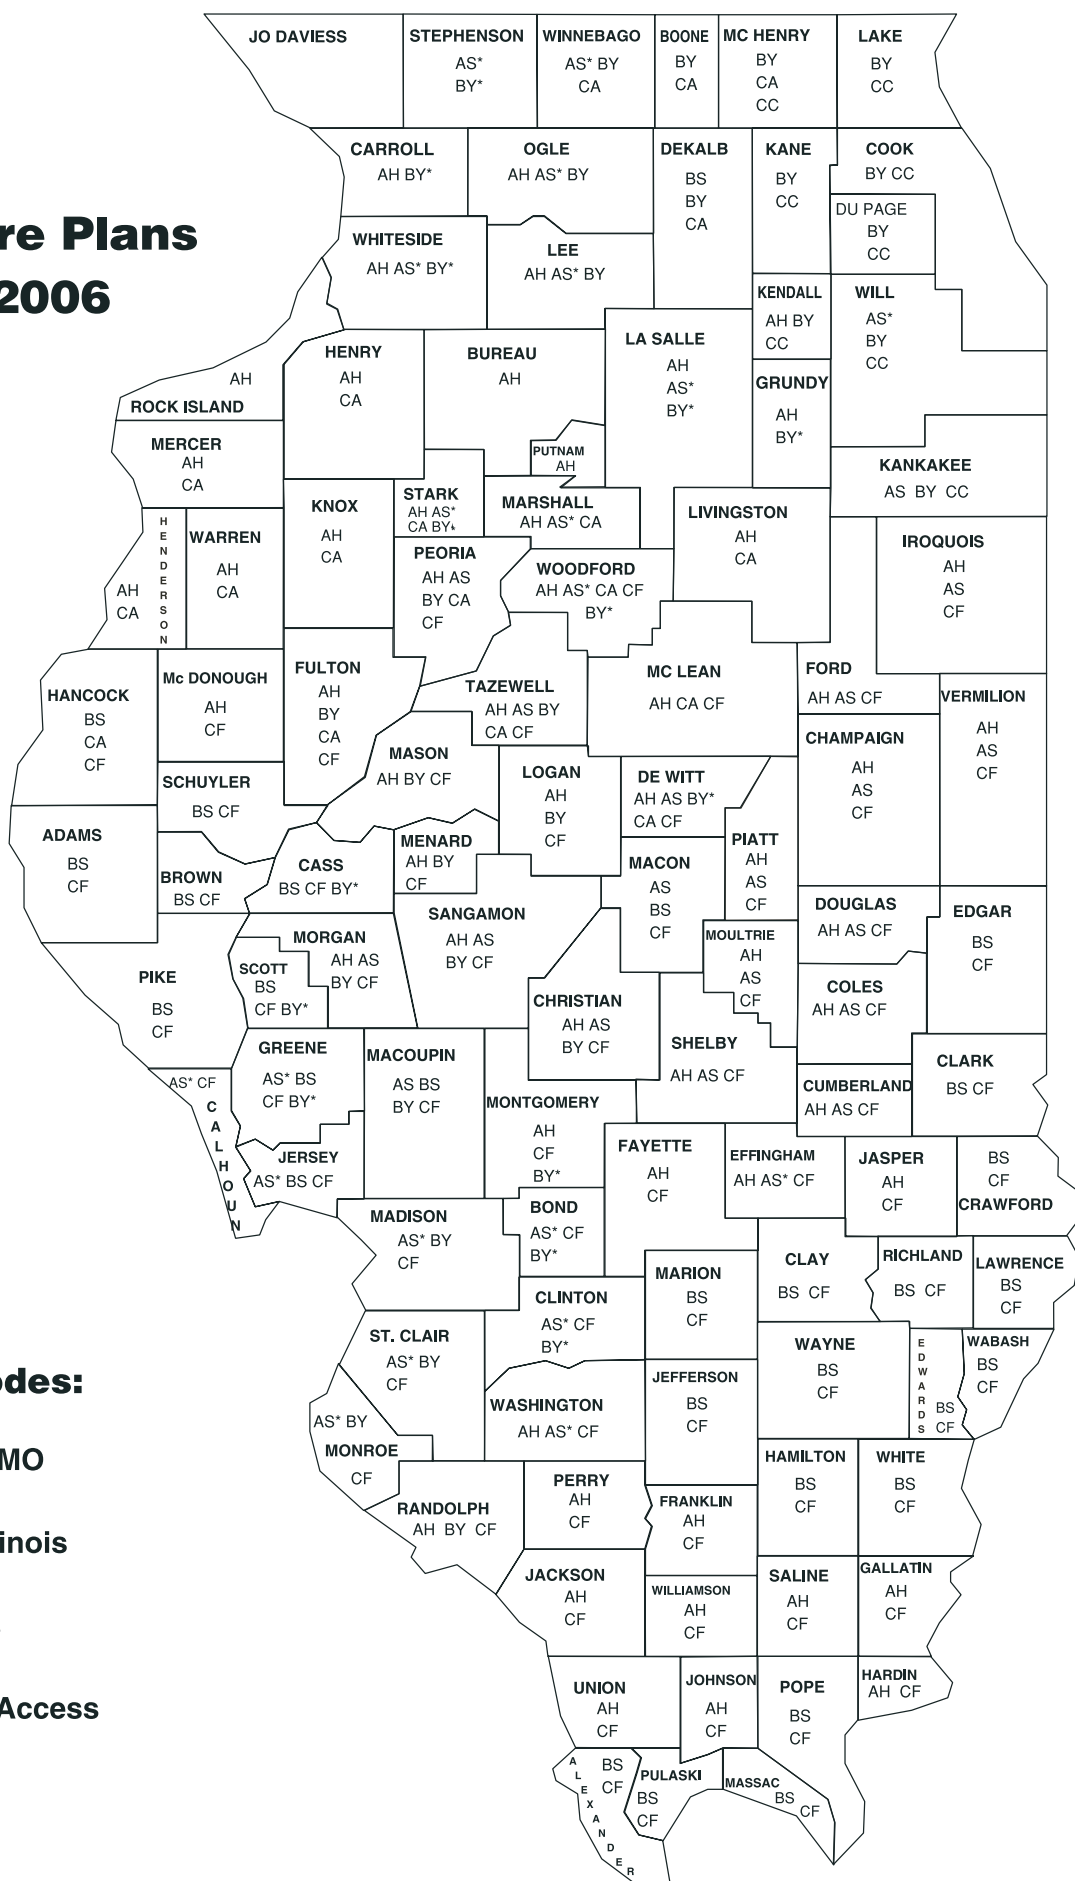 JO DAVIESS
STEPHENSON
AS*
BY*
WINNEBAGO
AS* BY
CA
BOONE
BY
CA
MC HENRY
BY
CA
CC
LAKE
BY
CC
CARROLL
AH BY*
OGLE
AH AS* BY
DEKALB
BS
BY
CA
KANE
BY
CC
COOK
BY CC
DU PAGE
BY
CC
re Plans
2006
WHITESIDE
AH AS* BY*
LEE
AH AS* BY
KENDALL
AH BY
CC
WILL
AS*
BY
CC
AH
ROCK ISLAND
HENRY
AH
CA
BUREAU
AH
LA SALLE
AH
AS*
BY*
GRUNDY
AH
BY*
MERCER
AH
CA
PUTNAM
AH
KANKAKEE
AS BY CC
KNOX
AH
CA
STARK
AH AS*
CA BY*
MARSHALL
AH AS* CA
LIVINGSTON
AH
CA
IROQUOIS
AH
AS
CF
HENDERSON
AH
CA
WARREN
AH
CA
PEORIA
AH AS
BY CA
CF
WOODFORD
AH AS* CA CF
BY*
HANCOCK
BS
CA
CF
Mc DONOUGH
AH
CF
FULTON
AH
BY
CA
CF
TAZEWELL
AH AS BY
CA CF
MC LEAN
AH CA CF
FORD
AH AS CF
VERMILION
AH
AS
CF
MASON
AH BY CF
LOGAN
AH
BY
CF
DE WITT
AH AS BY*
CA CF
CHAMPAIGN
AH
AS
CF
SCHUYLER
BS CF
ADAMS
BS
CF
BROWN
BS CF
CASS
BS CF BY*
MENARD
AH BY
CF
MACON
AS
BS
CF
PIATT
AH
AS
CF
SANGAMON
AH AS
BY CF
DOUGLAS
AH AS CF
EDGAR
BS
CF
PIKE
BS
CF
SCOTT
BS
CF BY*
MORGAN
AH AS
BY CF
MOULTRIE
AH
AS
CF
CHRISTIAN
AH AS
BY CF
COLES
AH AS CF
GREENE
AS* BS
CF BY*
MACOUPIN
AS BS
BY CF
SHELBY
AH AS CF
CUMBERLAND
AH AS CF
CLARK
BS CF
AS* CF
CALHOUN
MONTGOMERY
AH
CF
BY*
JERSEY
AS* BS CF
FAYETTE
AH
CF
EFFINGHAM
AH AS* CF
JASPER
AH
CF
BS
CF
CRAWFORD
MADISON
AS* BY
CF
BOND
AS* CF
BY*
MARION
BS
CF
CLAY
BS CF
RICHLAND
BS CF
LAWRENCE
BS
CF
CLINTON
AS* CF
BY*
ST. CLAIR
AS* BY
CF
WAYNE
BS
CF
EDWARDS
BS
CF
WABASH
BS
CF
odes:
WASHINGTON
AH AS* CF
JEFFERSON
BS
CF
AS* BY
MONROE
CF
MO
HAMILTON
BS
CF
WHITE
BS
CF
RANDOLPH
AH BY CF
PERRY
AH
CF
FRANKLIN
AH
CF
inois
JACKSON
AH
CF
WILLIAMSON
AH
CF
SALINE
AH
CF
GALLATIN
AH
CF
UNION
AH
CF
JOHNSON
AH
CF
POPE
BS
CF
HARDIN
AH CF
Access
ALEXANDER
BS
CF
PULASKI
BS
CF
MASSAC
BS
CF